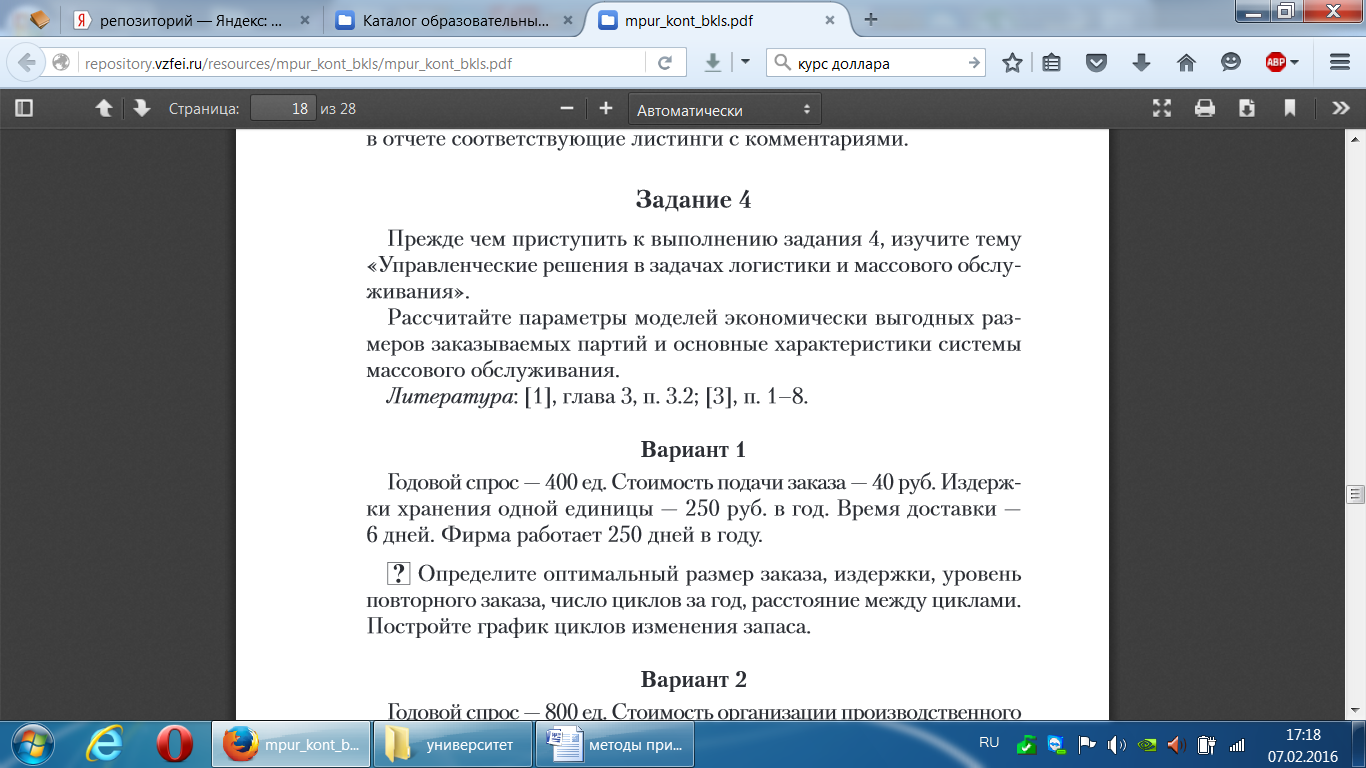 репозиторий — Яндекс: ...
Каталог образовательны...
mpur_kont_bkls.pdf
repository.vzfei.ru/resources/mpur_kont_bkls/mpur_kont_bkls.pdf
курс доллара
ABP
Страница: 18 из 28
Автоматически
в отчете соответствующие листинги с комментариями.
Задание 4
Прежде чем приступить к выполнению задания 4, изучите тему
«Управленческие решения в задачах логистики и массового обслу-
живания».
Рассчитайте параметры моделей экономически выгодных раз-
меров заказываемых партий и основные характеристики системы
массового обслуживания.
Литература: [1], глава 3, п. 3.2; [3], п. 1–8.
Вариант 1
Годовой спрос — 400 ед. Стоимость подачи заказа — 40 руб. Издерж-
ки хранения одной единицы — 250 руб. в год. Время доставки —
6 дней. Фирма работает 250 дней в году.
? Определите оптимальный размер заказа, издержки, уровень
повторного заказа, число циклов за год, расстояние между циклами.
Постройте график циклов изменения запаса.
Вариант 2
Годовой спрос — 800 ед. Стоимость организации производственного
mpur_kont_b...
университет
методы при...
RU
17:18
07.02.2016